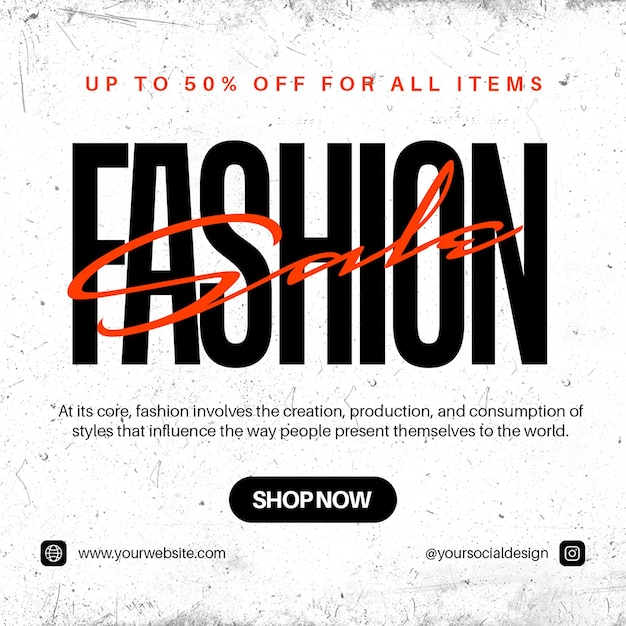 UP TO 50% OFF FOR ALL ITEMS
FASHION
Sale
At its core, fashion involves the creation, production, and consumption of
styles that influence the way people present themselves to the world.
SHOP NOW
www.yourwebsite.com
@yoursocialdesign